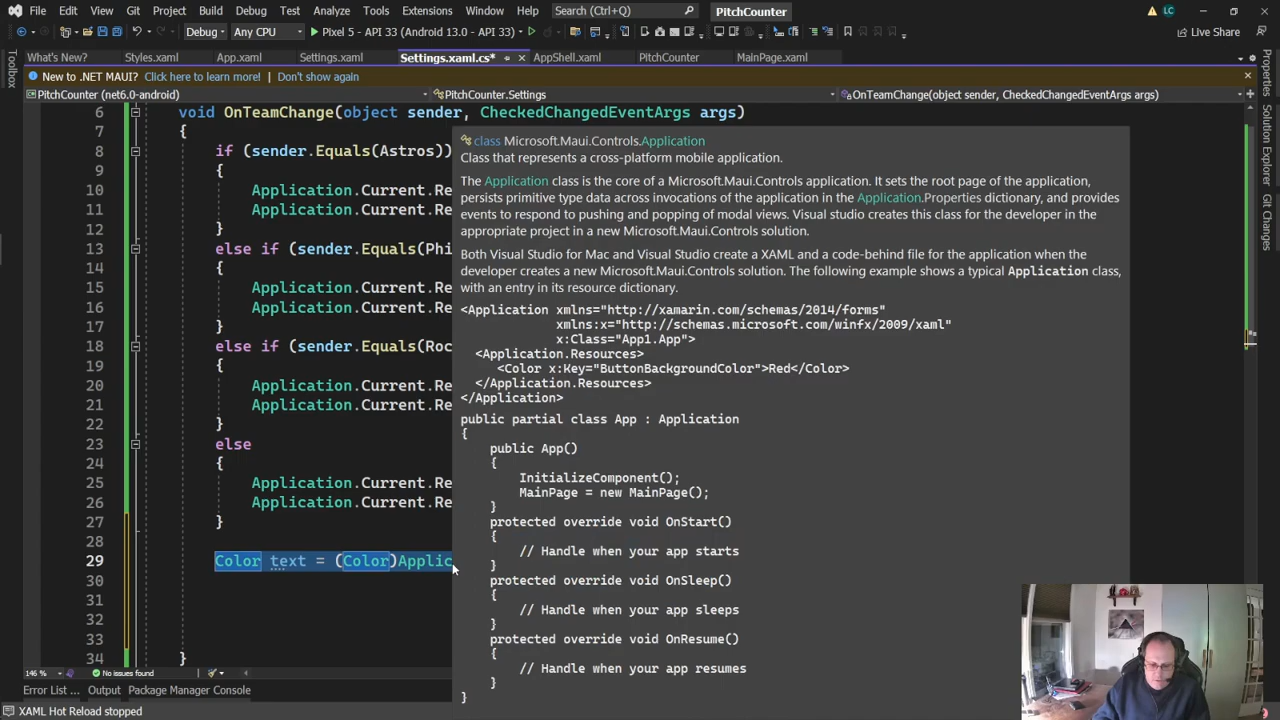 File Edit View Git Project Build Debug Test Analyze Tools Extensions Window Help Search (Ctrl+Q) PitchCounter LC
Debug Any CPU Pixel 5 - API 33 (Android 13.0 - API 33) Live Share
What's New? Styles.xaml App.xaml Settings.xaml Settings.xaml.cs* AppShell.xaml PitchCounter MainPage.xaml
New to .NET MAUI? Click here to learn more! Don't show again
PitchCounter (net6.0-android) PitchCounter.Settings OnTeamChange(object sender, CheckedChangedEventArgs args)
Toolbox
Properties
Solution Explorer
Git Changes
6 void OnTeamChange(object sender, CheckedChangedEventArgs args)
7 {
8 if (sender.Equals(Astros))
9 {
10 Application.Current.Re
11 Application.Current.Re
12 }
13 else if (sender.Equals(Phi
14 {
15 Application.Current.Re
16 Application.Current.Re
17 }
18 else if (sender.Equals(Roc
19 {
20 Application.Current.Re
21 Application.Current.Re
22 }
23 else
24 {
25 Application.Current.Re
26 Application.Current.Re
27 }
28
29 Color text = (Color)Applic
30
31
32
33
34 }
class Microsoft.Maui.Controls.Application
Class that represents a cross-platform mobile application.
The Application class is the core of a Microsoft.Maui.Controls application. It sets the root page of the application,
persists primitive type data across invocations of the application in the Application.Properties dictionary, and provides
events to respond to pushing and popping of modal views. Visual studio creates this class for the developer in the
appropriate project in a new Microsoft.Maui.Controls solution.
Both Visual Studio for Mac and Visual Studio create a XAML and a code-behind file for the application when the
developer creates a new Microsoft.Maui.Controls solution. The following example shows a typical Application class,
with an entry in its resource dictionary.
<Application xmlns="http://xamarin.com/schemas/2014/forms"
xmlns:x="http://schemas.microsoft.com/winfx/2009/xaml"
x:Class="App1.App">
<Application.Resources>
<Color x:Key="ButtonBackgroundColor">Red</Color>
</Application.Resources>
</Application>
public partial class App : Application
{
public App()
{
InitializeComponent();
MainPage = new MainPage();
}
protected override void OnStart()
{
// Handle when your app starts
}
protected override void OnSleep()
{
// Handle when your app sleeps
}
protected override void OnResume()
{
// Handle when your app resumes
}
}
146 % No issues found
Error List ... Output Package Manager Console
XAML Hot Reload stopped